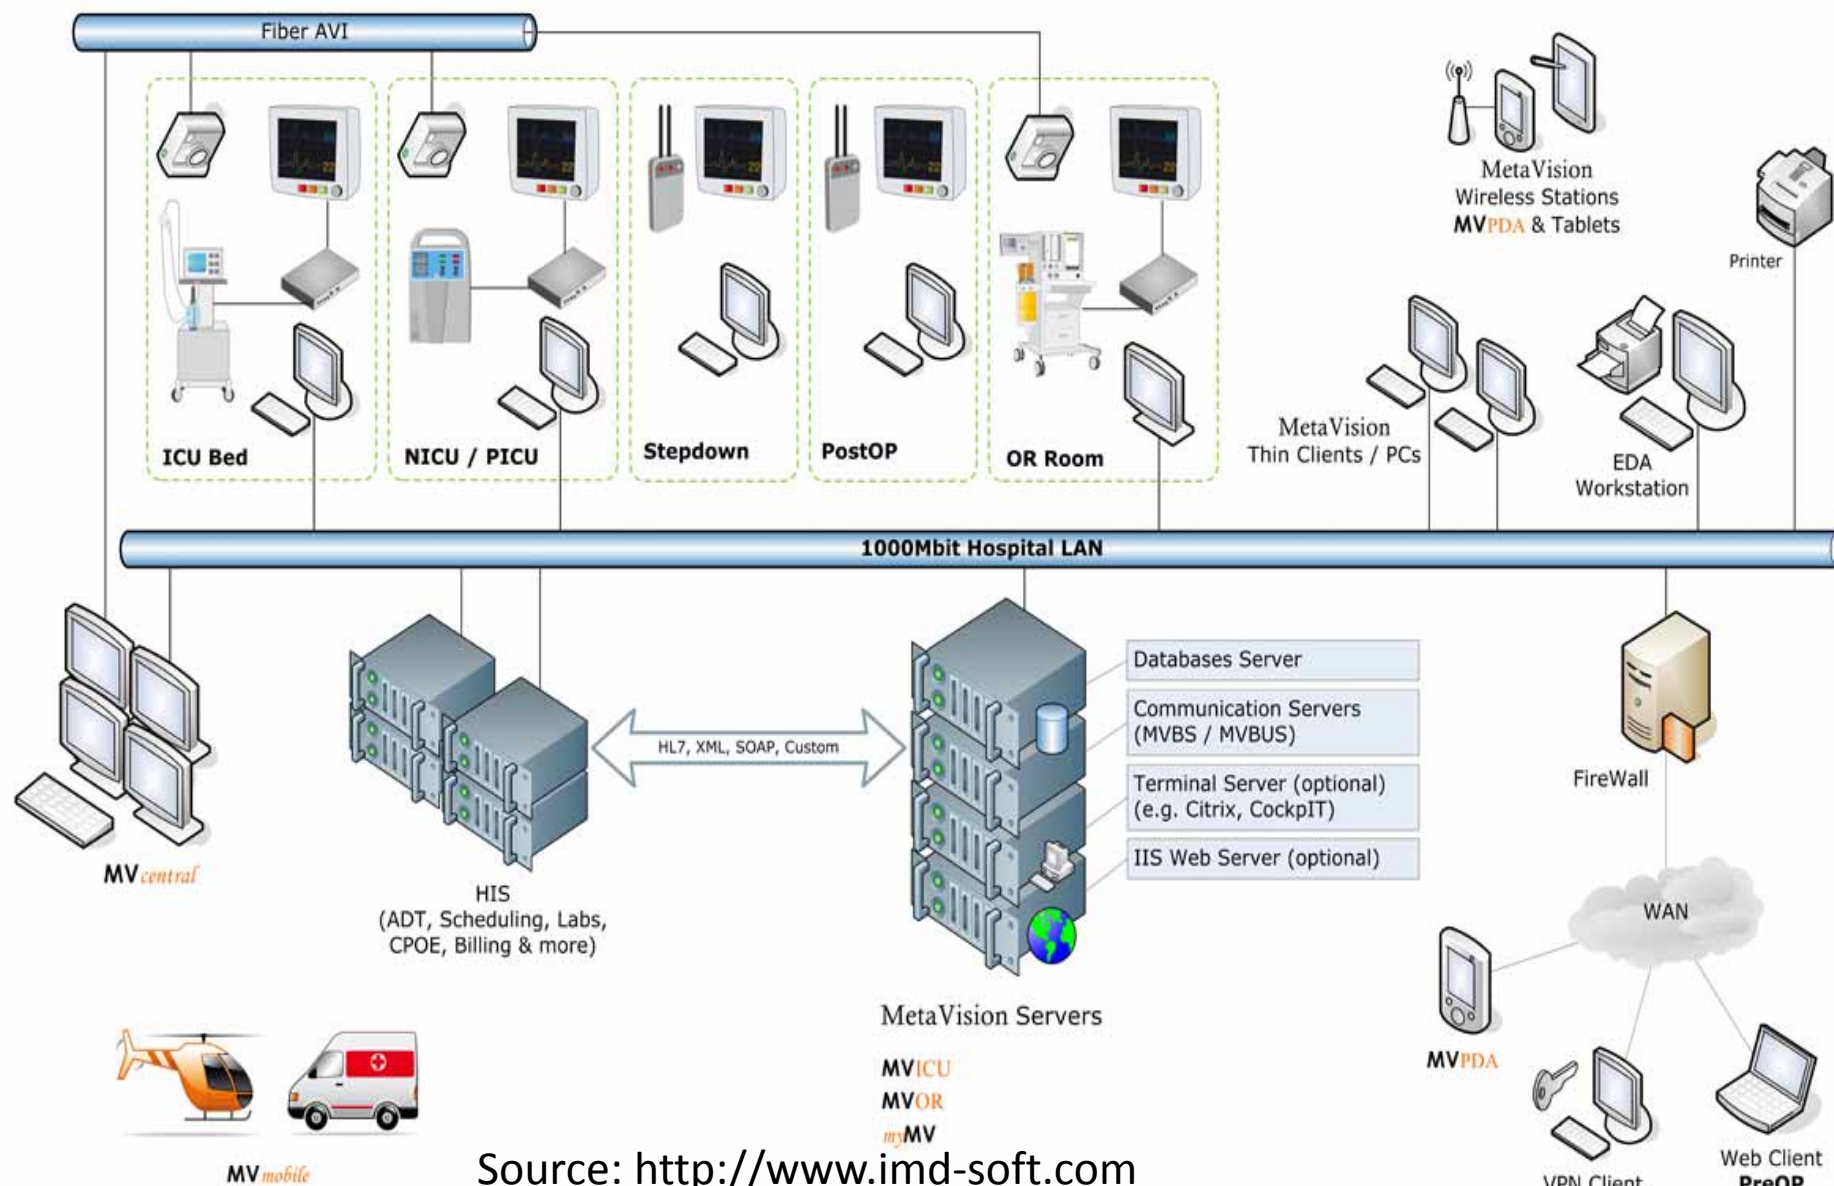 Fiber AVI
MetaVision
Wireless Stations
MVPDA & Tablets
Printer
ICU Bed
NICU / PICU
Stepdown
PostOP
OR Room
MetaVision
Thin Clients / PCs
EDA
Workstation
1000Mbit Hospital LAN
Databases Server
Communication Servers
(MVBS / MVBUS)
Terminal Server (optional)
(e.g. Citrix, CockpIT)
IIS Web Server (optional)
HL7, XML, SOAP, Custom
FireWall
MVcentral
HIS
(ADT, Scheduling, Labs,
CPOE, Billing & more)
WAN
MetaVision Servers
MVICU
MVOR
myMV
MVPDA
MVmobile
Source: http://www.imd-soft.com
VPN Client
Web Client
PreOP